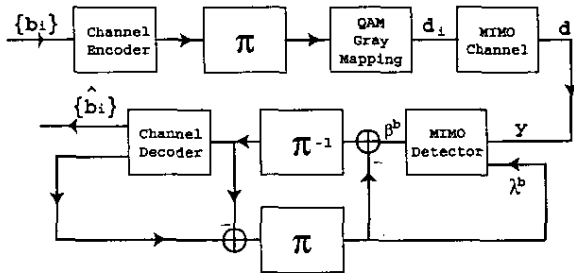 {bᵢ}
Channel
Encoder
π
QAM
Gray
Mapping
dᵢ
MIMO
Channel
d
{b̂ᵢ}
Channel
Decoder
π⁻¹
βᵇ
MIMO
Detector
y
λᵇ
π